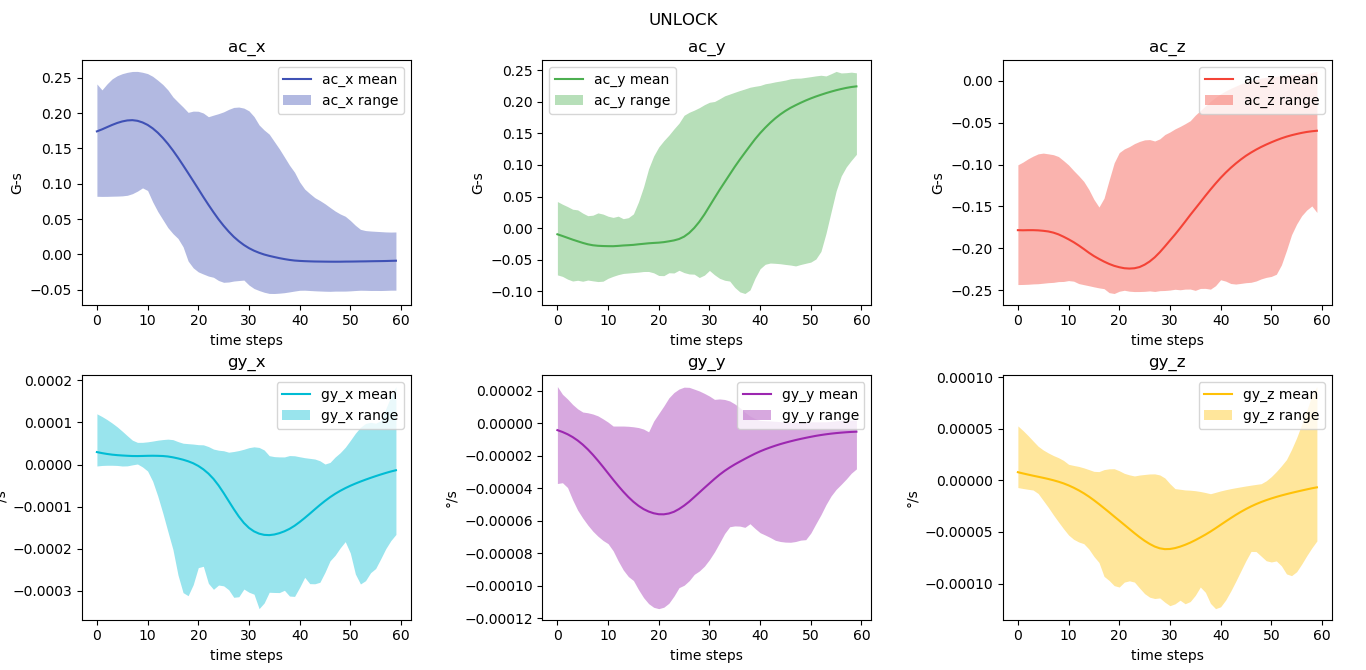 UNLOCK
ac_x
ac_y
ac_z
G-s
0.25
0.20
0.15
0.10
0.05
0.00
−0.05
ac_x mean
ac_x range
0 10 20 30 40 50 60
time steps
G-s
0.25
0.20
0.15
0.10
0.05
0.00
−0.05
−0.10
ac_y mean
ac_y range
0 10 20 30 40 50 60
time steps
G-s
0.00
−0.05
−0.10
−0.15
−0.20
−0.25
ac_z mean
ac_z range
0 10 20 30 40 50 60
time steps
gy_x
gy_y
gy_z
/s
0.0002
0.0001
0.0000
−0.0001
−0.0002
−0.0003
gy_x mean
gy_x range
0 10 20 30 40 50 60
time steps
°/s
0.00002
0.00000
−0.00002
−0.00004
−0.00006
−0.00008
−0.00010
−0.00012
gy_y mean
gy_y range
0 10 20 30 40 50 60
time steps
°/s
0.00010
0.00005
0.00000
−0.00005
−0.00010
gy_z mean
gy_z range
0 10 20 30 40 50 60
time steps